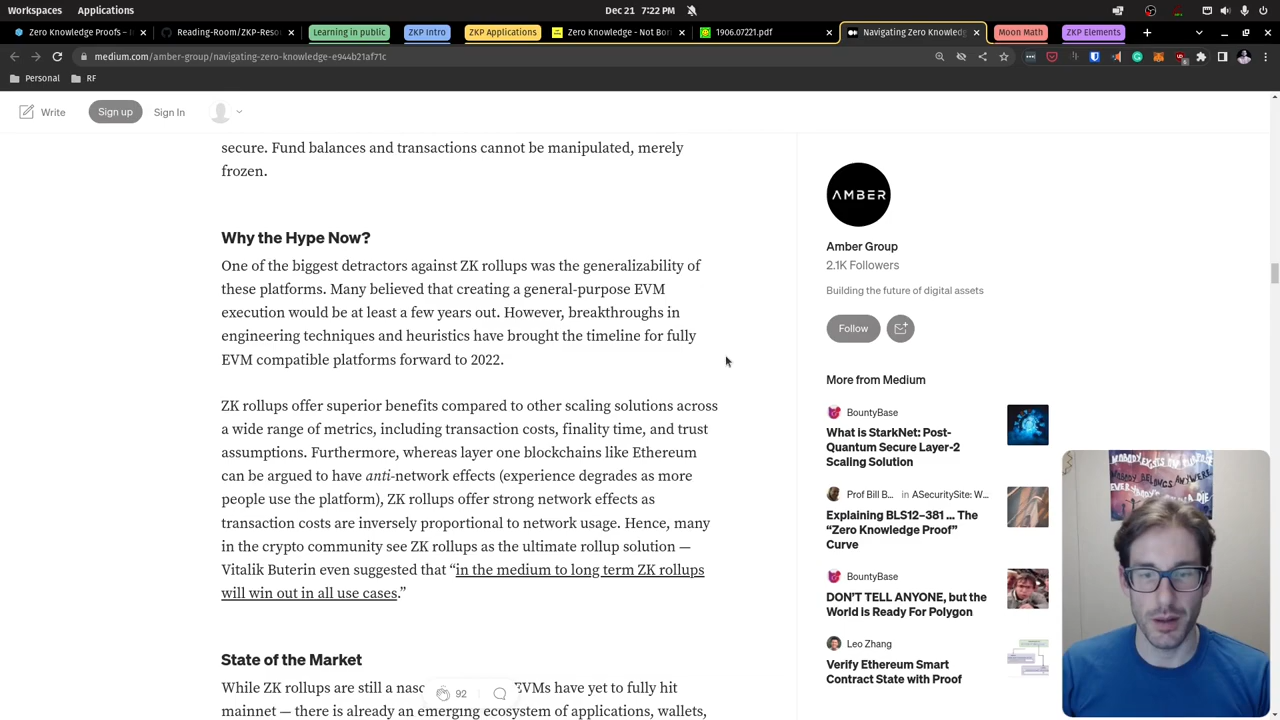 Workspaces Applications Dec 21 7:22 PM
Zero Knowledge Proofs – I Reading-Room/ZKP-Reso Learning in public ZKP Intro ZKP Applications Zero Knowledge - Not Bor 1906.07221.pdf Navigating Zero Knowledg Moon Math ZKP Elements
medium.com/amber-group/navigating-zero-knowledge-e944b21af71c
Personal RF
Write Sign up Sign In
secure. Fund balances and transactions cannot be manipulated, merely
frozen.
Why the Hype Now?
One of the biggest detractors against ZK rollups was the generalizability of
these platforms. Many believed that creating a general-purpose EVM
execution would be at least a few years out. However, breakthroughs in
engineering techniques and heuristics have brought the timeline for fully
EVM compatible platforms forward to 2022.
ZK rollups offer superior benefits compared to other scaling solutions across
a wide range of metrics, including transaction costs, finality time, and trust
assumptions. Furthermore, whereas layer one blockchains like Ethereum
can be argued to have anti-network effects (experience degrades as more
people use the platform), ZK rollups offer strong network effects as
transaction costs are inversely proportional to network usage. Hence, many
in the crypto community see ZK rollups as the ultimate rollup solution —
Vitalik Buterin even suggested that “in the medium to long term ZK rollups
will win out in all use cases.”
State of the Market
While ZK rollups are still a nasc EVMs have yet to fully hit
mainnet — there is already an emerging ecosystem of applications, wallets,
92
AMBER
Amber Group
2.1K Followers
Building the future of digital assets
Follow
More from Medium
BountyBase
What is StarkNet: Post-
Quantum Secure Layer-2
Scaling Solution
Prof Bill B... in ASecuritySite: W...
Explaining BLS12–381 ... The
“Zero Knowledge Proof”
Curve
BountyBase
DON’T TELL ANYONE, but the
World is Ready For Polygon
Leo Zhang
Verify Ethereum Smart
Contract State with Proof
NOBODY EXISTS ON PURPOSE
NOBODY BELONGS ANYWHERE